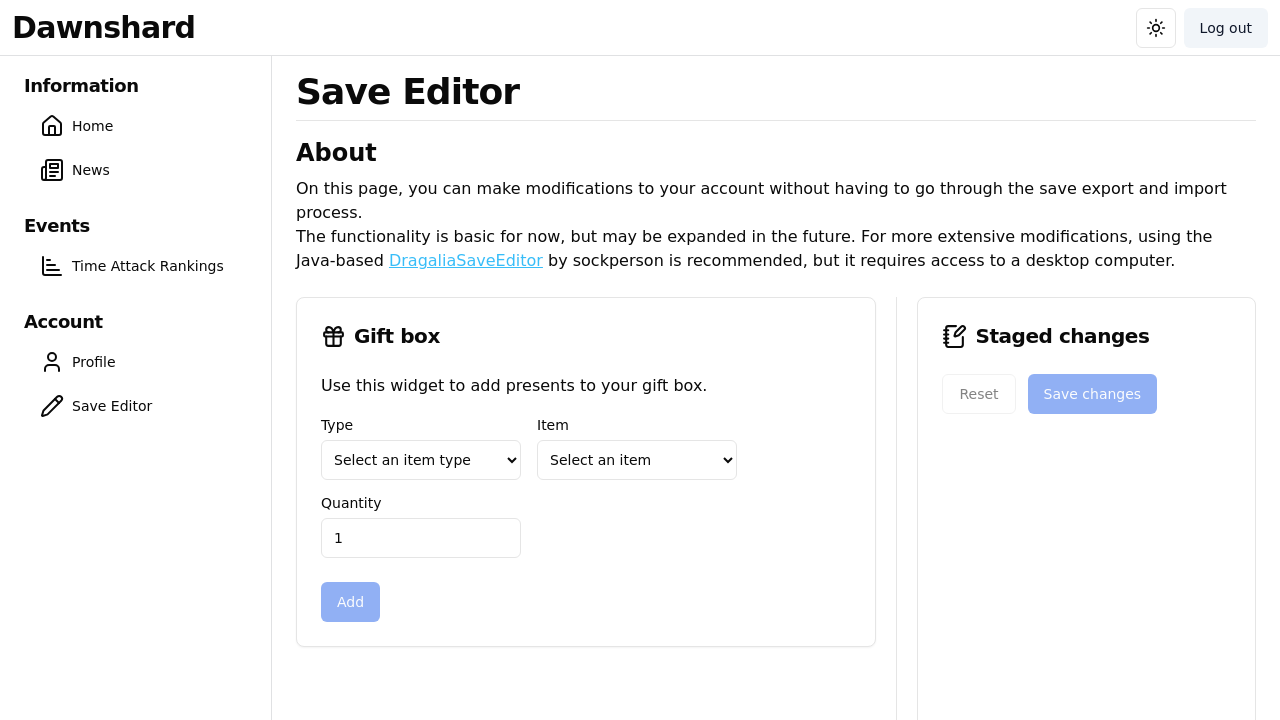 Dawnshard
Log out
Information
Home
News
Events
Time Attack Rankings
Account
Profile
Save Editor
Save Editor
About
On this page, you can make modifications to your account without having to go through the save export and import
process.
The functionality is basic for now, but may be expanded in the future. For more extensive modifications, using the
Java-based DragaliaSaveEditor by sockperson is recommended, but it requires access to a desktop computer.
Gift box
Use this widget to add presents to your gift box.
Type
Item
Select an item type
Select an item
Quantity
1
Add
Staged changes
Reset
Save changes